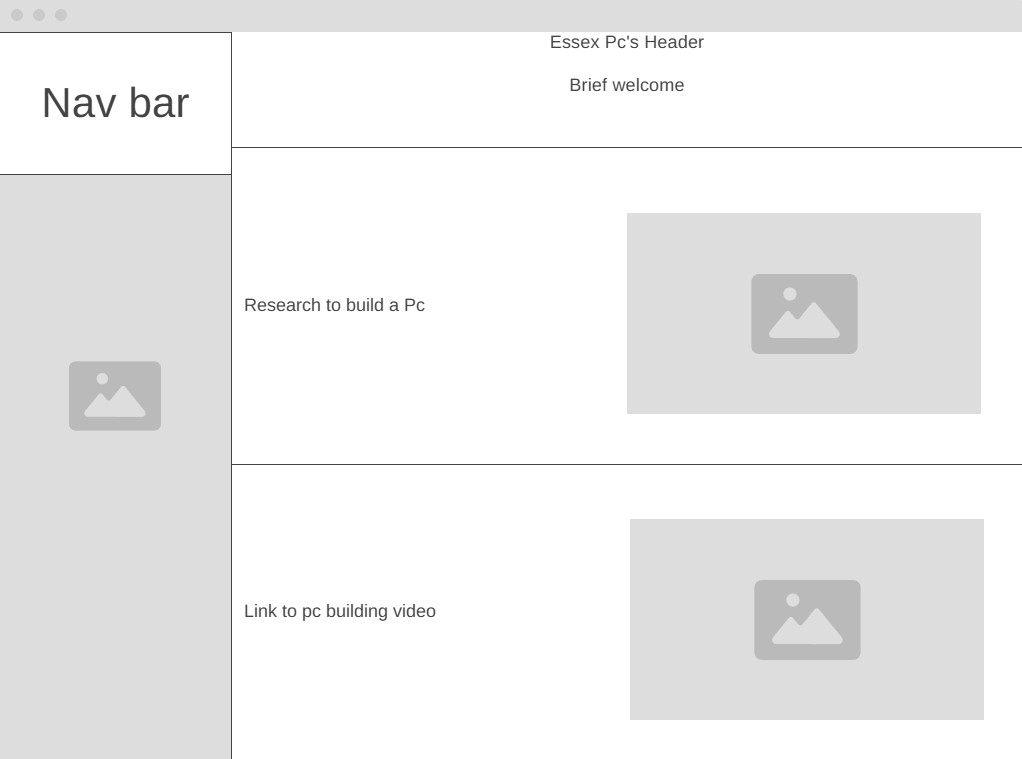 Essex Pc's Header
Brief welcome
Nav bar
Research to build a Pc
Link to pc building video